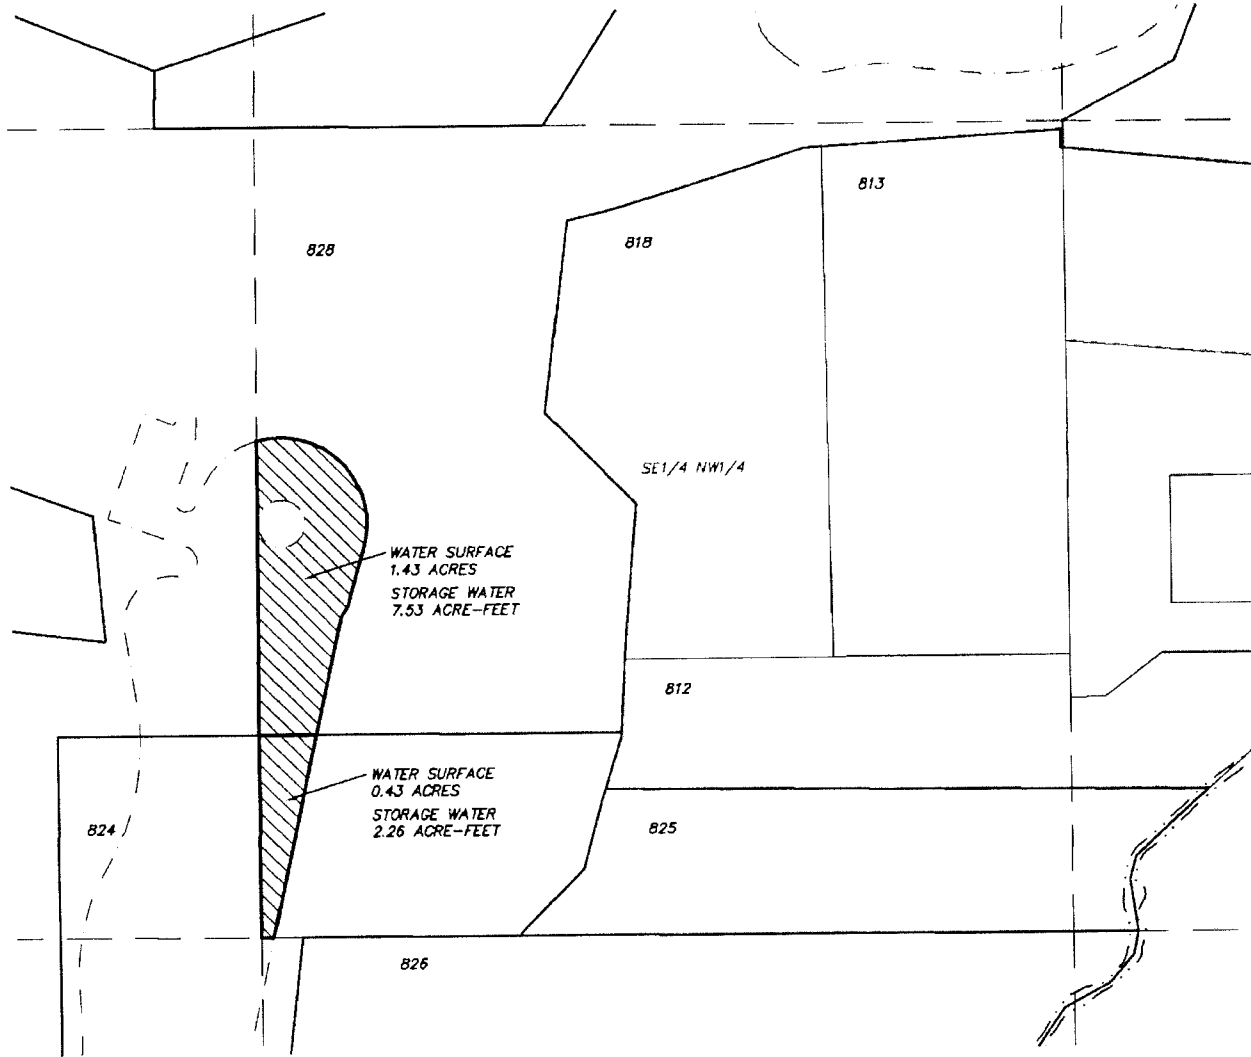 813
818
828
SE1/4 NW1/4
WATER SURFACE
1.43 ACRES
STORAGE WATER
7.53 ACRE-FEET
812
WATER SURFACE
0.43 ACRES
STORAGE WATER
2.26 ACRE-FEET
824
825
826